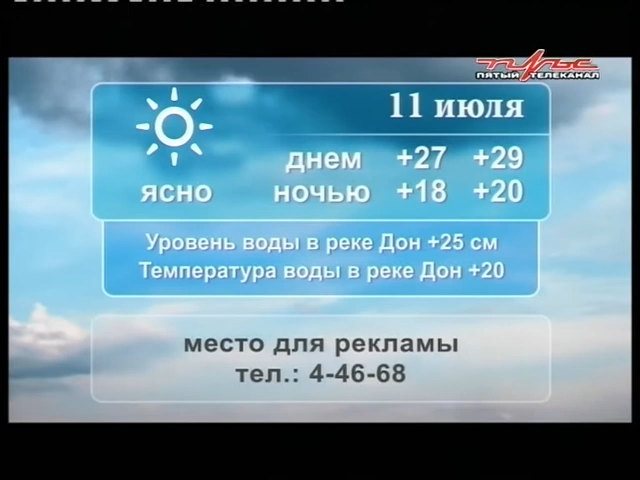 ПУЛЬС
ПЯТЫЙ ТЕЛЕКАНАЛ
11 июля
ясно
днем +27 +29
ночью +18 +20
Уровень воды в реке Дон +25 см
Температура воды в реке Дон +20
место для рекламы
тел.: 4-46-68